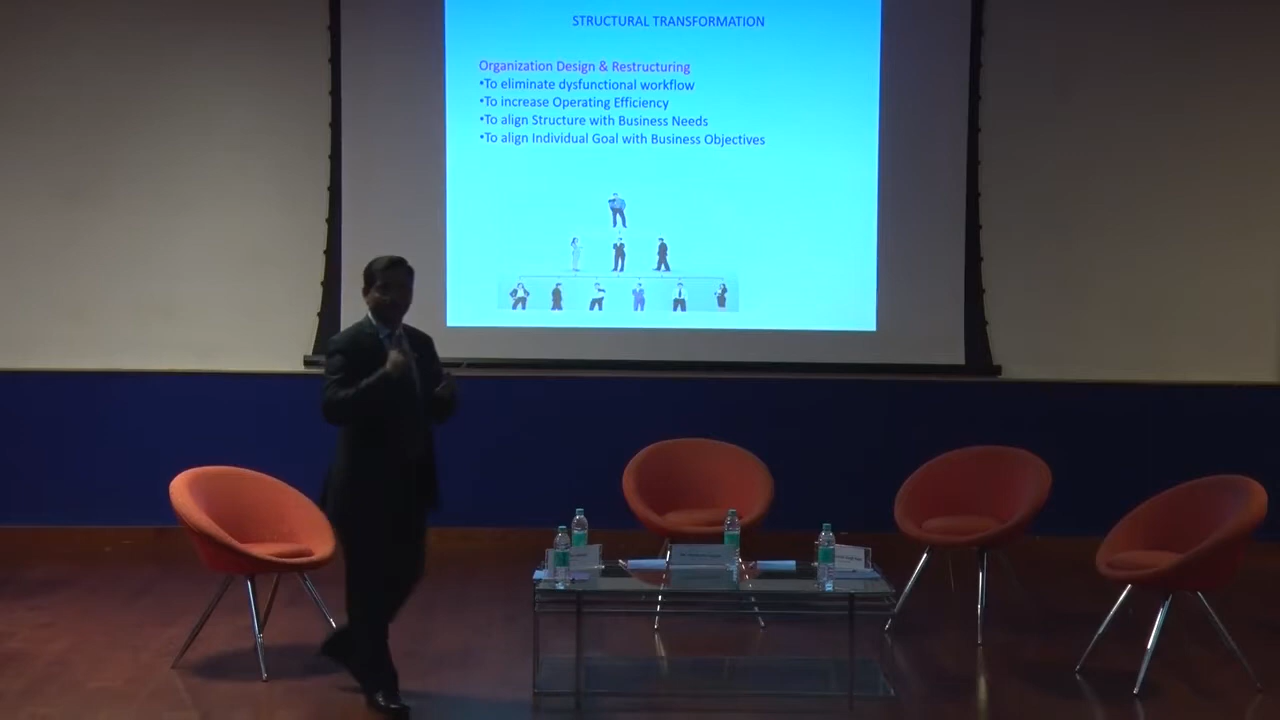 STRUCTURAL TRANSFORMATION
Organization Design & Restructuring
•To eliminate dysfunctional workflow
•To increase Operating Efficiency
•To align Structure with Business Needs
•To align Individual Goal with Business Objectives